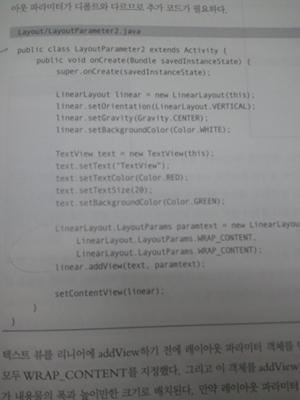 아웃 파라미터가 디폴트와 다르므로 추가 코드가 필요하다.
Layout/LayoutParameter2.java
public class LayoutParameter2 extends Activity {
public void onCreate(Bundle savedInstanceState) {
super.onCreate(savedInstanceState);
LinearLayout linear = new LinearLayout(this);
linear.setOrientation(LinearLayout.VERTICAL);
linear.setGravity(Gravity.CENTER);
linear.setBackgroundColor(Color.WHITE);
TextView text = new TextView(this);
text.setText("TextView");
text.setTextColor(Color.RED);
text.setTextSize(20);
text.setBackgroundColor(Color.GREEN);
LinearLayout.LayoutParams paramtext = new LinearLayou
LinearLayout.LayoutParams.WRAP_CONTENT,
LinearLayout.LayoutParams.WRAP_CONTENT);
linear.addView(text, paramtext);
setContentView(linear);
}
}
텍스트 뷰를 리니어에 addView하기 전에 레이아웃 파라미터 객체를
모두 WRAP_CONTENT를 지정했다. 그리고 이 객체를 addView
가 내용물의 폭과 높이만한 크기로 배치된다. 만약 레이아웃 파라미터